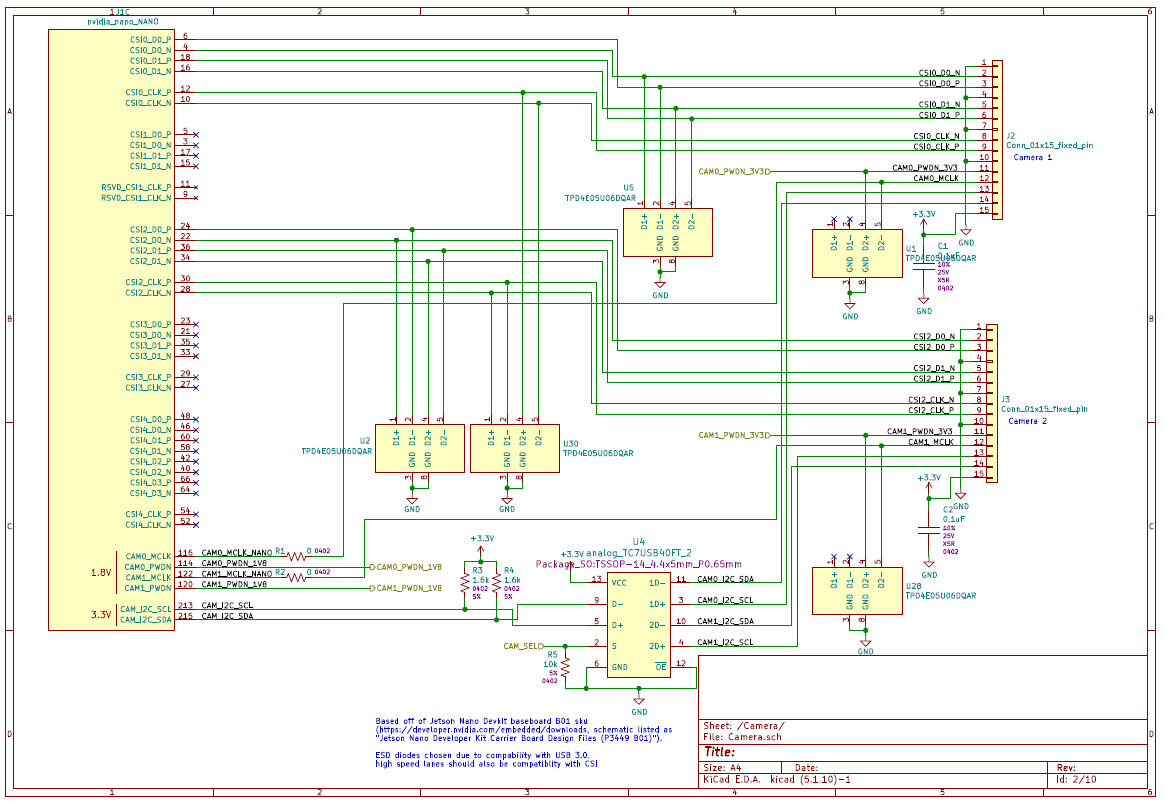 1 2 3 4 5 6
J1C
nvidia_nano_NANO
A
B
C
D
CSI0_D0_P 6
CSI0_D0_N 4
CSI0_D1_P 18
CSI0_D1_N 16
CSI0_CLK_P 12
CSI0_CLK_N 10
CSI1_D0_P 5
CSI1_D0_N 3
CSI1_D1_P 17
CSI1_D1_N 15
RSVD_CSI1_CLK_P 11
RSVD_CSI1_CLK_N 9
CSI2_D0_P 24
CSI2_D0_N 22
CSI2_D1_P 36
CSI2_D1_N 34
CSI2_CLK_P 30
CSI2_CLK_N 28
CSI3_D0_P 23
CSI3_D0_N 21
CSI3_D1_P 35
CSI3_D1_N 33
CSI3_CLK_P 29
CSI3_CLK_N 27
CSI4_D0_P 48
CSI4_D0_N 46
CSI4_D1_P 60
CSI4_D1_N 58
CSI4_D2_P 42
CSI4_D2_N 40
CSI4_D3_P 66
CSI4_D3_N 64
CSI4_CLK_P 54
CSI4_CLK_N 52
1.8V
CAM0_MCLK 116 CAM0_MCLK_NANO R1 0 0402
CAM0_PWDN 114 CAM0_PWDN_1V8 CAM0_PWDN_1V8
CAM1_MCLK 122 CAM1_MCLK_NANO R2 0 0402
CAM1_PWDN 120 CAM1_PWDN_1V8 CAM1_PWDN_1V8
3.3V
CAM_I2C_SCL 213 CAM_I2C_SCL
CAM_I2C_SDA 215 CAM_I2C_SDA
U5
TPD4E05U06DQAR
1 2 4 5
D1+ D1- D2+ D2-
GND GND
3 8
GND
U2
TPD4E05U06DQAR
1 2 4 5
D1+ D1- D2+ D2-
GND GND
3 8
GND
U30
TPD4E05U06DQAR
1 2 4 5
D1+ D1- D2+ D2-
GND GND
3 8
GND
CSI0_D0_N
CSI0_D0_P
CSI0_D1_N
CSI0_D1_P
CSI0_CLK_N
CSI0_CLK_P
CAM0_PWDN_3V3 CAM0_PWDN_3V3
CAM0_MCLK
1
2
3
4
5
6
7
8
9
10
11
12
13
14
15
J2
Conn_01x15_fixed_pin
Camera 1
GND
U1
TPD4E05U06DQAR
1 2 4 5
D1+ D1- D2+ D2-
GND GND
3 8
GND
+3.3V
C1
0.1uF
10%
25V
X5R
0402
GND
CSI2_D0_N
CSI2_D0_P
CSI2_D1_N
CSI2_D1_P
CSI2_CLK_N
CSI2_CLK_P
CAM1_PWDN_3V3 CAM1_PWDN_3V3
CAM1_MCLK
1
2
3
4
5
6
7
8
9
10
11
12
13
14
15
J3
Conn_01x15_fixed_pin
Camera 2
GND
+3.3V
C2
0.1uF
10%
25V
X5R
0402
GND
U28
TPD4E05U06DQAR
1 2 4 5
D1+ D1- D2+ D2-
GND GND
3 8
GND
+3.3V
R3
1.6k
0402
5%
R4
1.6k
0402
5%
U4
+3.3V analog_TC7USB40FT_2
Package_SO:TSSOP-14_4.4x5mm_P0.65mm
13 VCC 1D- 11 CAM0_I2C_SDA
9 D- 1D+ 3 CAM0_I2C_SCL
5 D+ 2D- 10 CAM1_I2C_SDA
CAM_SEL 2 S 2D+ 4 CAM1_I2C_SCL
6 GND OE 12
R5
10k
5%
0402
GND
Based off of Jetson Nano Devkit baseboard B01 sku
(https://developer.nvidia.com/embedded/downloads, schematic listed as
"Jetson Nano Developer Kit Carrier Board Design Files (P3449 B01)").
ESD diodes chosen due to compability with USB 3.0,
high speed lanes should also be compatiblity with CSI
Sheet: /Camera/
File: Camera.sch
Title:
Size: A4 Date: Rev:
KiCad E.D.A. kicad (5.1.10)-1 Id: 2/10
1 2 3 4 5 6